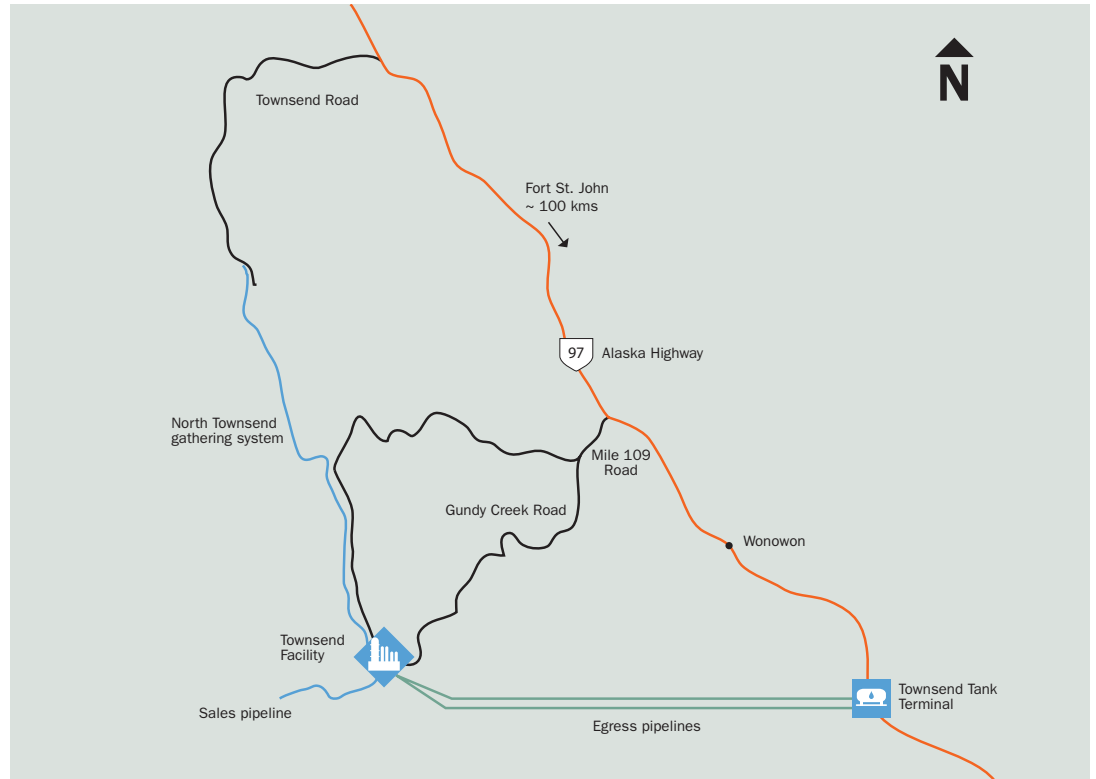 N
Townsend Road
Fort St. John
~ 100 kms
97
Alaska Highway
North Townsend
gathering system
Mile 109
Road
Gundy Creek Road
Wonowon
Townsend
Facility
Townsend Tank
Terminal
Sales pipeline
Egress pipelines